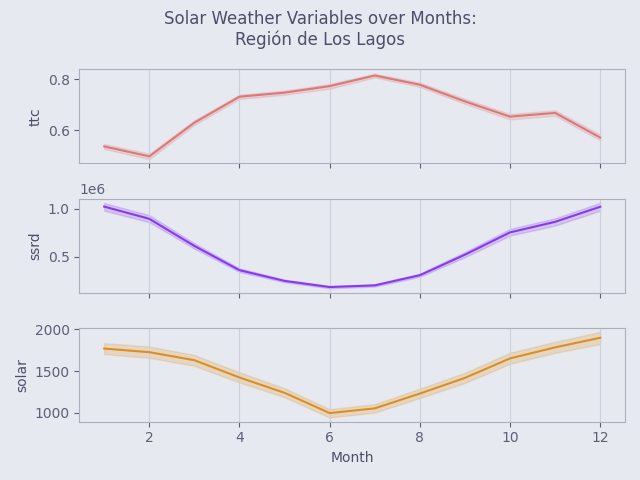 Solar Weather Variables over Months:
Región de Los Lagos
0.8
0.6
ttc
1e6
1.0
0.5
ssrd
2000
1500
1000
solar
2 4 6 8 10 12
Month